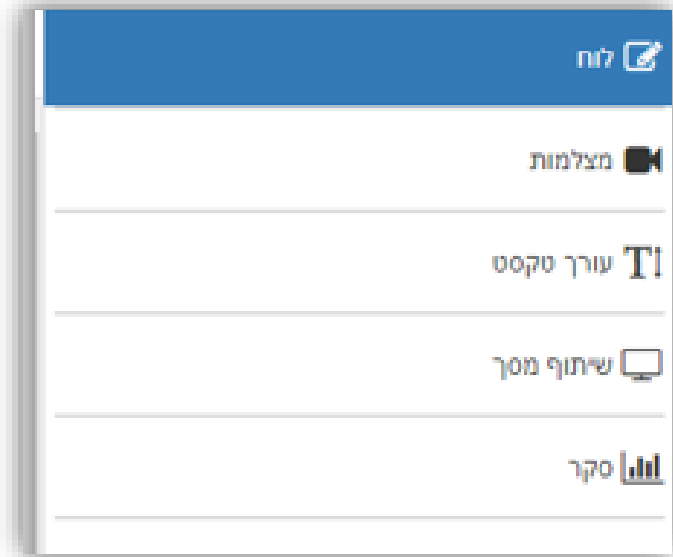 לוח
מצלמות
עורך טקסט
שיתוף מסך
סקר